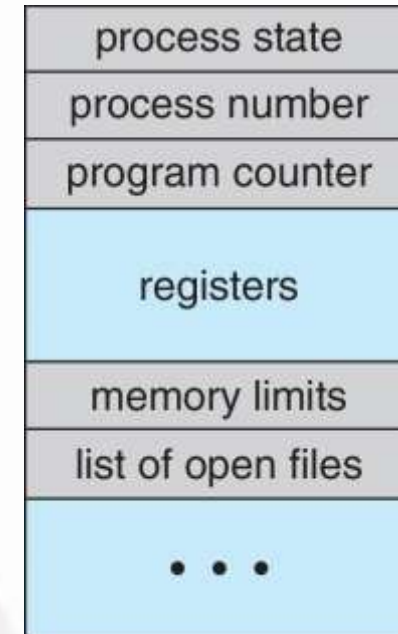 process state
process number
program counter
registers
memory limits
list of open files
• • •